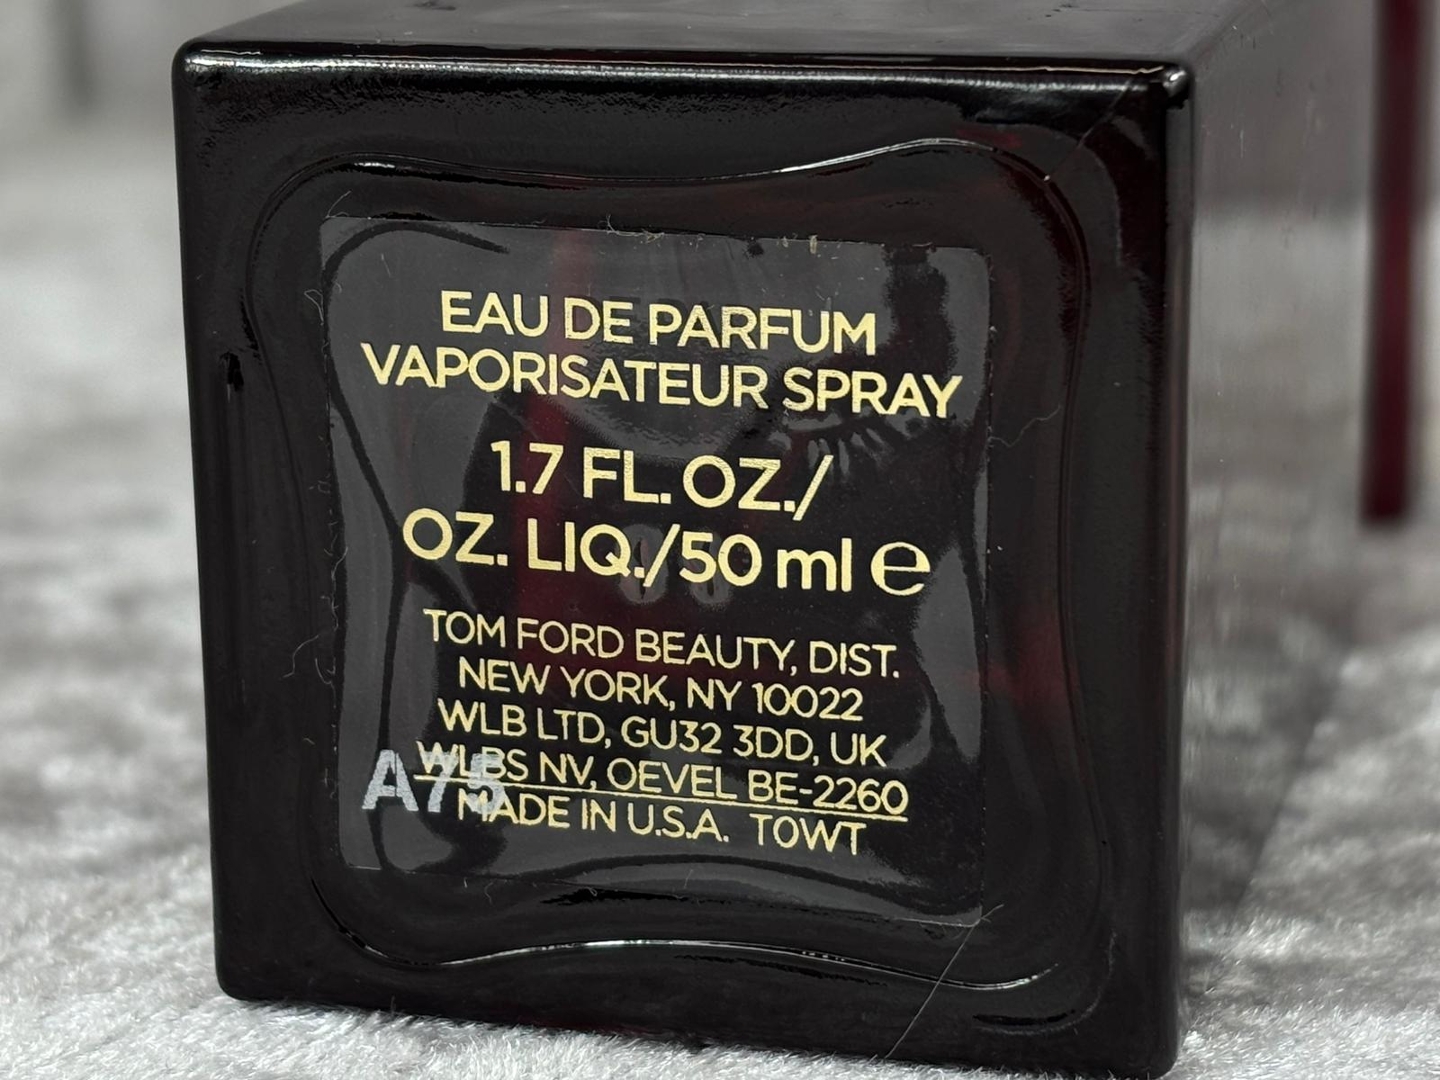 EAU DE PARFUM
VAPORISATEUR SPRAY
1.7 FL. OZ./
OZ. LIQ./50 ml ℮
TOM FORD BEAUTY, DIST.
NEW YORK, NY 10022
WLB LTD, GU32 3DD, UK
WLBS NV, OEVEL BE-2260
A75
MADE IN U.S.A. TOWT